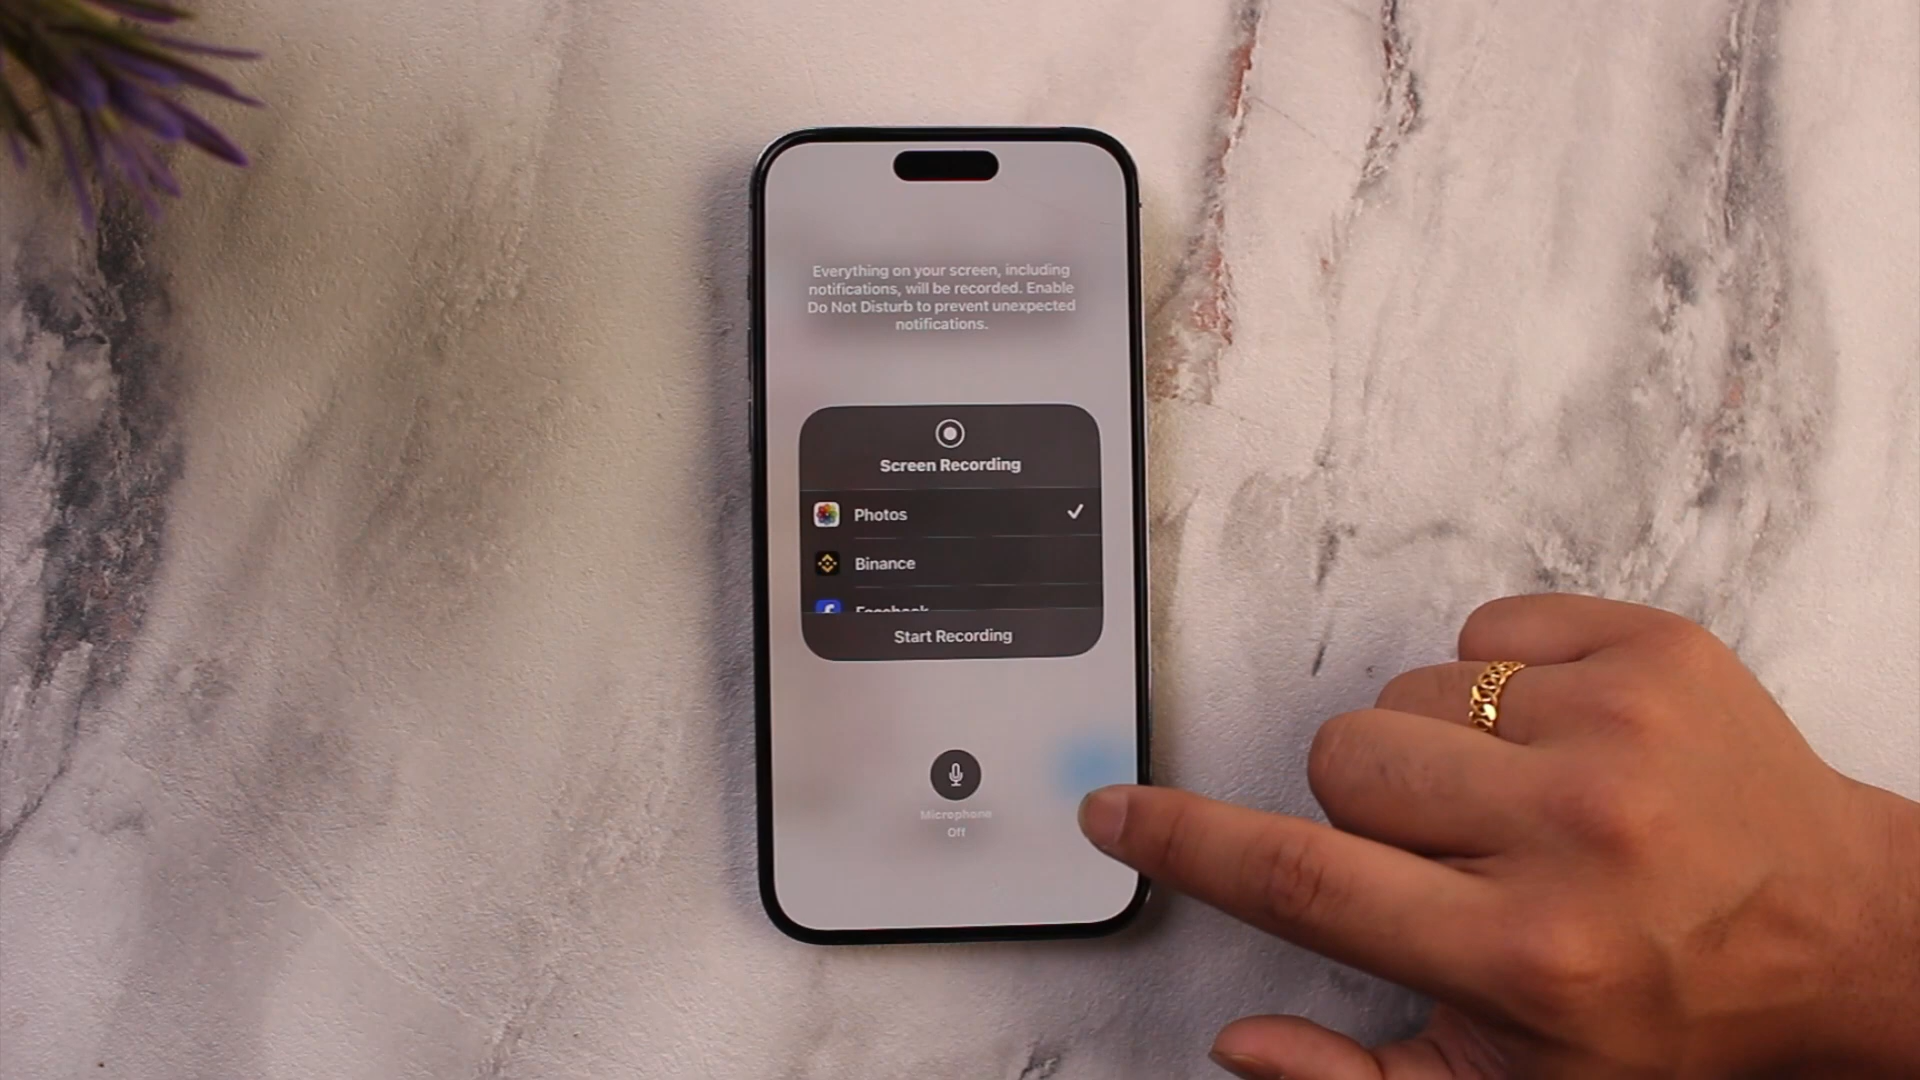 Everything on your screen, including
notifications, will be recorded. Enable
Do Not Disturb to prevent unexpected
notifications.
Screen Recording
Photos
Binance
Facebook
Start Recording
Microphone
Off